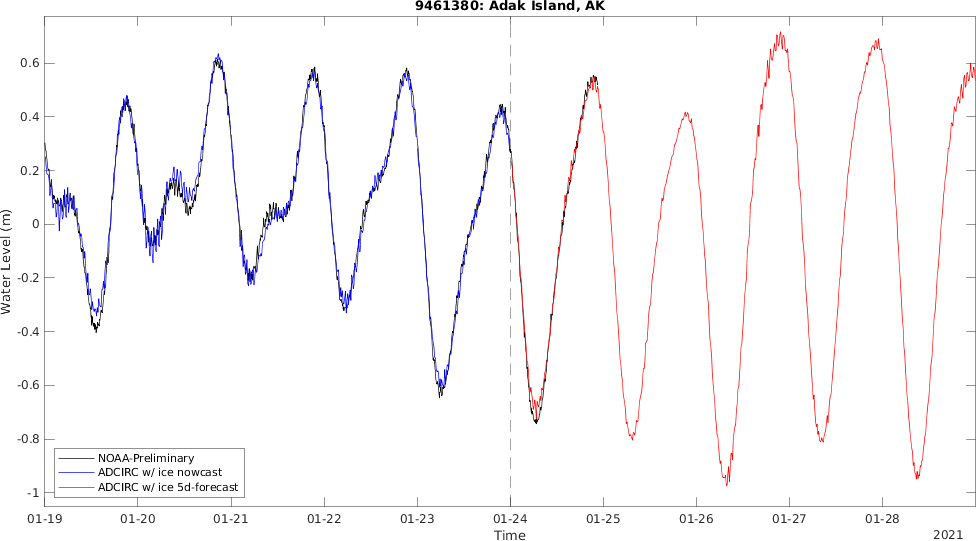 9461380: Adak Island, AK
0.6
0.4
0.2
0
-0.2
-0.4
-0.6
-0.8
-1
Water Level (m)
NOAA-Preliminary
ADCIRC w/ ice nowcast
ADCIRC w/ ice 5d-forecast
01-19 01-20 01-21 01-22 01-23 01-24 01-25 01-26 01-27 01-28
Time
2021